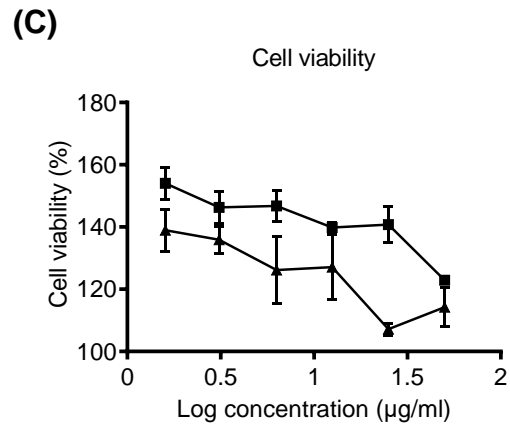 (C)
Cell viability
180
160
140
120
100
Cell viability (%)
0 0.5 1 1.5 2
Log concentration (µg/ml)